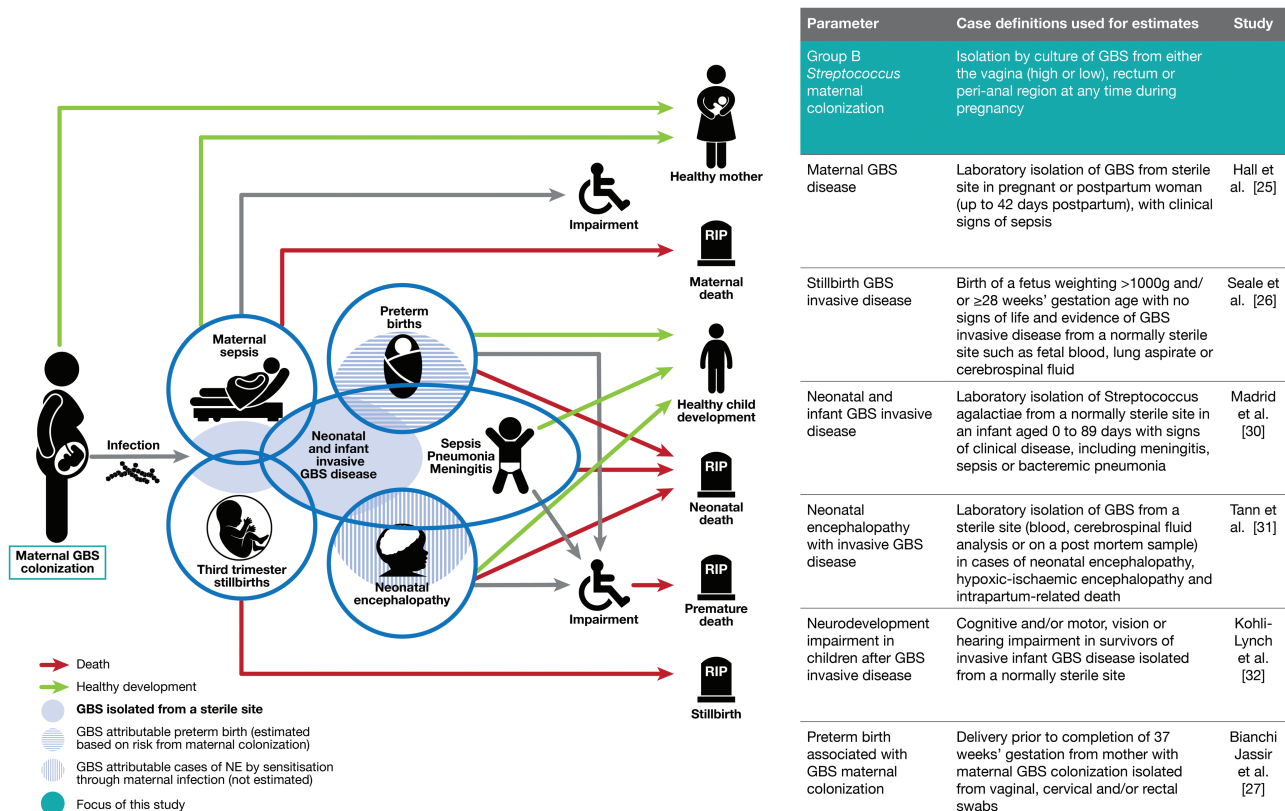 Healthy mother
Impairment
RIP
Maternal
death
Preterm
births
Maternal
sepsis
Healthy child
development
Infection
Neonatal
and infant
invasive
GBS disease
Sepsis
Pneumonia
Meningitis
RIP
Neonatal
death
Maternal GBS
colonization
Third trimester
stillbirths
Neonatal
encephalopathy
Impairment
RIP
Premature
death
RIP
Stillbirth
Death
Healthy development
GBS isolated from a sterile site
GBS attributable preterm birth (estimated
based on risk from maternal colonization)
GBS attributable cases of NE by sensitisation
through maternal infection (not estimated)
Focus of this study
Parameter Case definitions used for estimates Study
Group B Isolation by culture of GBS from either
Streptococcus the vagina (high or low), rectum or
maternal peri-anal region at any time during
colonization pregnancy
Maternal GBS Laboratory isolation of GBS from sterile Hall et
disease site in pregnant or postpartum woman al. [25]
(up to 42 days postpartum), with clinical
signs of sepsis
Stillbirth GBS Birth of a fetus weighting >1000g and/ Seale et
invasive disease or ≥28 weeks' gestation age with no al. [26]
signs of life and evidence of GBS
invasive disease from a normally sterile
site such as fetal blood, lung aspirate or
cerebrospinal fluid
Neonatal and Laboratory isolation of Streptococcus Madrid
infant GBS invasive agalactiae from a normally sterile site in et al.
disease an infant aged 0 to 89 days with signs [30]
of clinical disease, including meningitis,
sepsis or bacteremic pneumonia
Neonatal Laboratory isolation of GBS from a Tann et
encephalopathy sterile site (blood, cerebrospinal fluid al. [31]
with invasive GBS analysis or on a post mortem sample)
disease in cases of neonatal encephalopathy,
hypoxic-ischaemic encephalopathy and
intrapartum-related death
Neurodevelopment Cognitive and/or motor, vision or Kohli-
impairment in hearing impairment in survivors of Lynch
children after GBS invasive infant GBS disease isolated et al.
invasive disease from a normally sterile site [32]
Preterm birth Delivery prior to completion of 37 Bianchi
associated with weeks' gestation from mother with Jassir
GBS maternal maternal GBS colonization isolated et al.
colonization from vaginal, cervical and/or rectal [27]
swabs